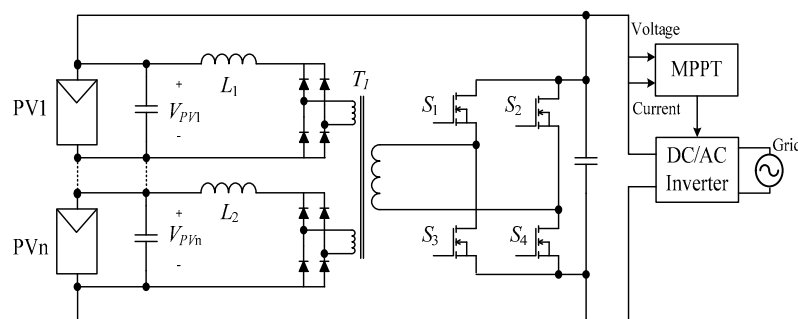 Voltage
MPPT
Current
PV1
+
V_PV1
-
L_1
T_1
S_1
S_2
DC/AC
Inverter
Grid
PVn
+
V_PVn
-
L_2
S_3
S_4